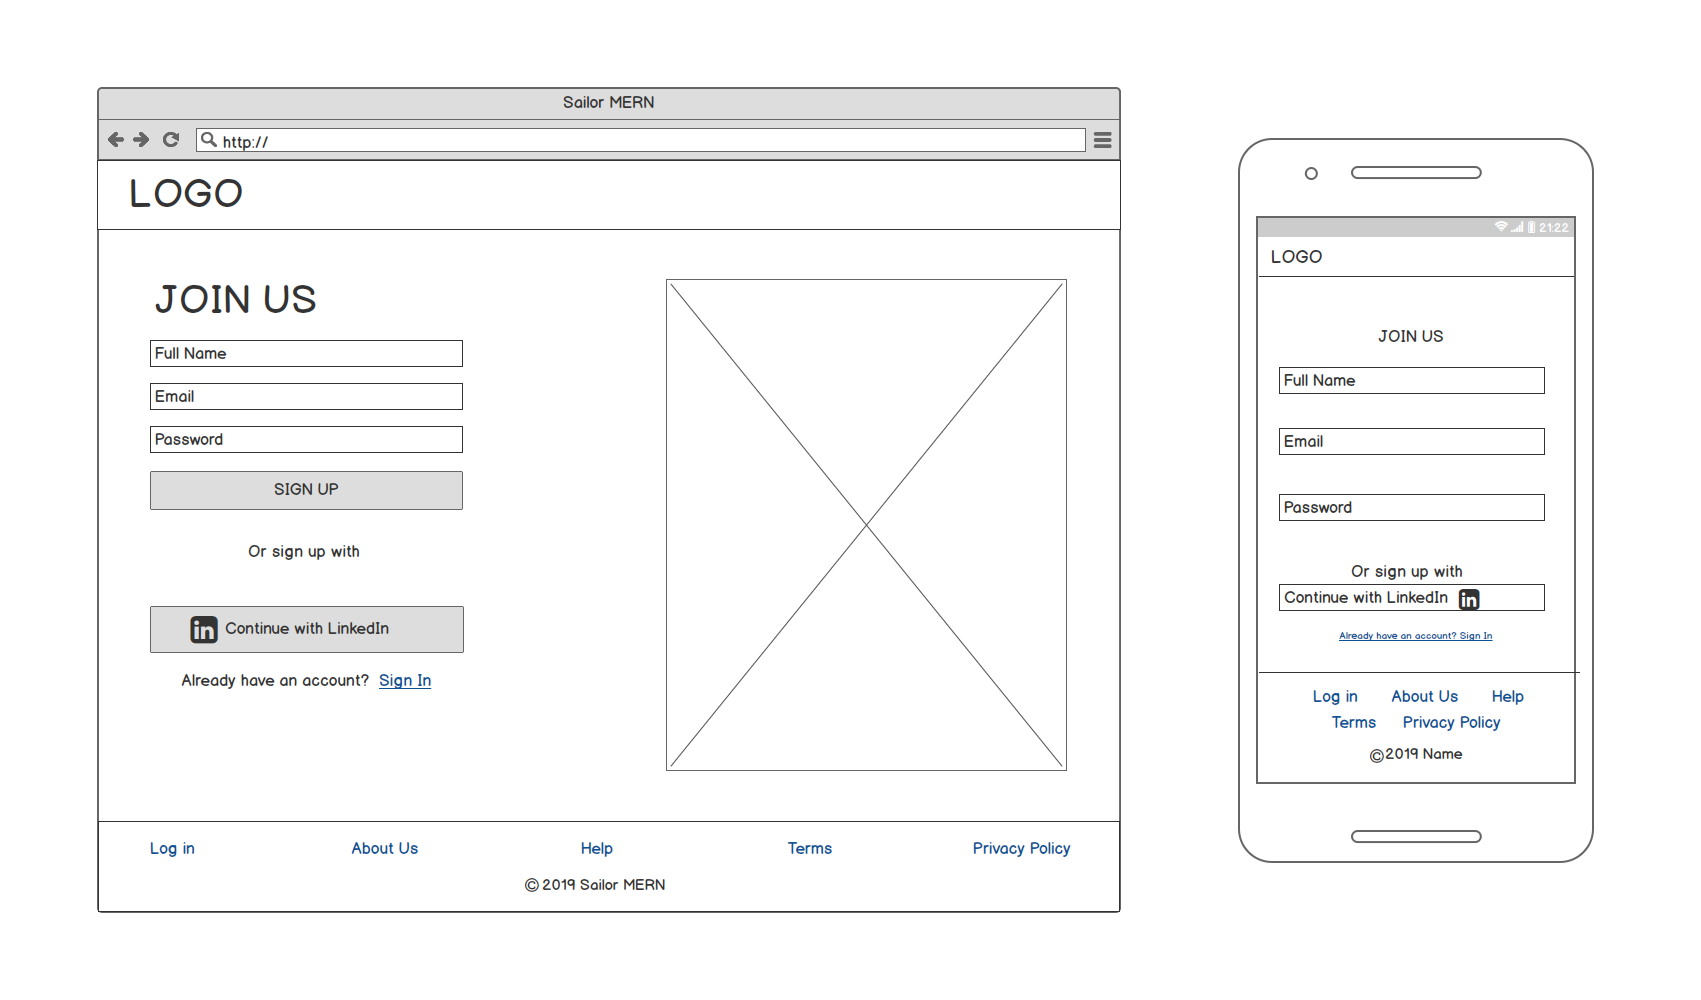 Sailor MERN
http://
LOGO
JOIN US
Full Name
Email
Password
SIGN UP
Or sign up with
in Continue with LinkedIn
Already have an account? Sign In
Log in About Us Help Terms Privacy Policy
© 2019 Sailor MERN
21:22
LOGO
JOIN US
Full Name
Email
Password
Or sign up with
Continue with LinkedIn in
Already have an account? Sign In
Log in About Us Help
Terms Privacy Policy
©2019 Name